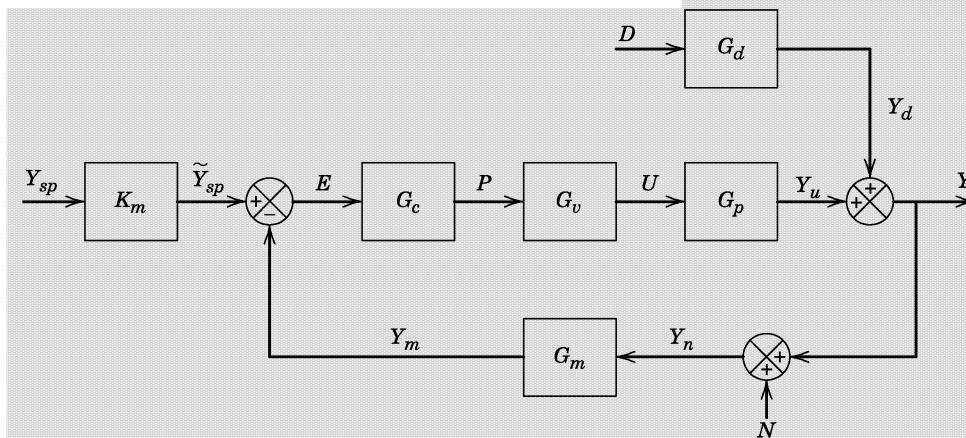 D
G_d
Y_d
Y_sp
K_m
Ỹ_sp
+
−
E
G_c
P
G_v
U
G_p
Y_u
+
+
Y
Y_m
G_m
Y_n
+
+
N